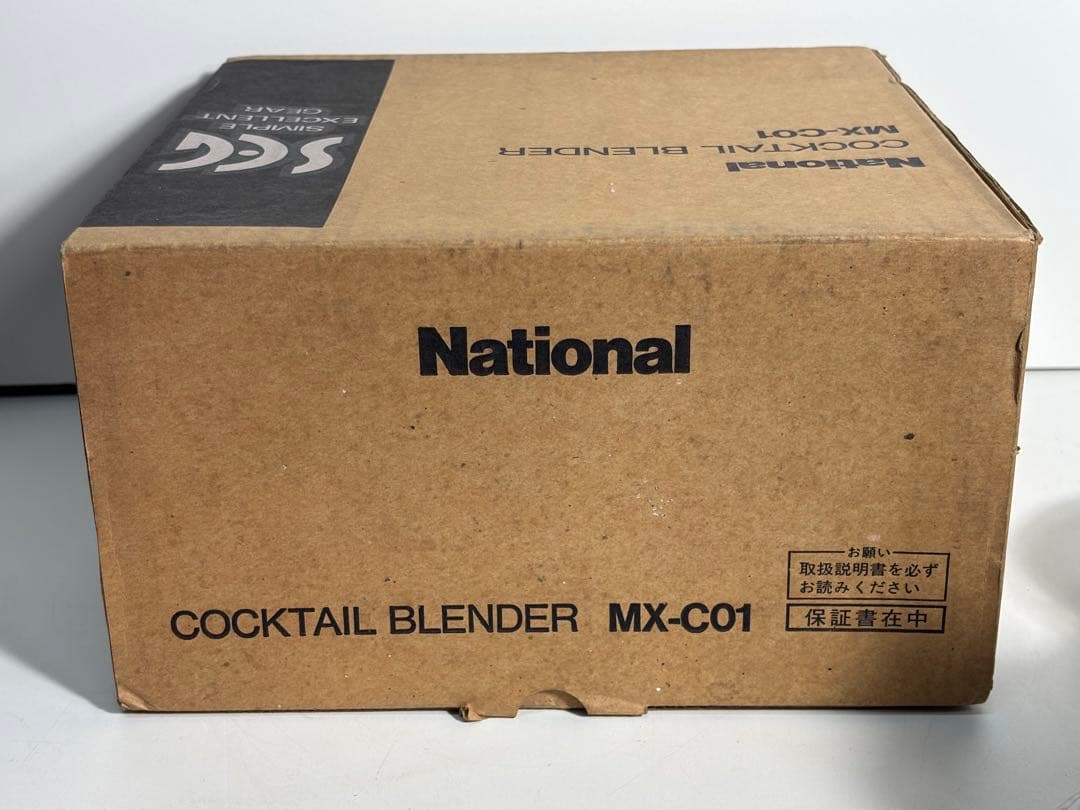 SCG
SIMPLE
EXCELLENT
GEAR
National
COCKTAIL BLENDER
MX-C01
National
COCKTAIL BLENDER MX-C01
お願い
取扱説明書を必ず
お読みください
保証書在中